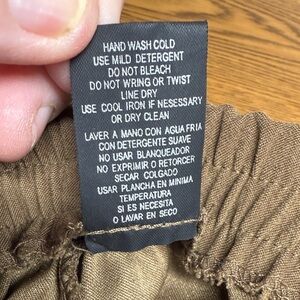 HAND WASH COLD
USE MILD DETERGENT
DO NOT BLEACH
DO NOT WRING OR TWIST
LINE DRY
USE COOL IRON IF NESESSARY
OR DRY CLEAN
LAVER A MANO CON AGUA FRIA
CON DETERGENTE SUAVE
NO USAR BLANQUEADOR
NO EXPRIMIR O RETORCER
SECAR COLGADO
USAR PLANCHA EN MINIMA
TEMPERATURA
SI ES NECESITA
O LAVAR EN SECO